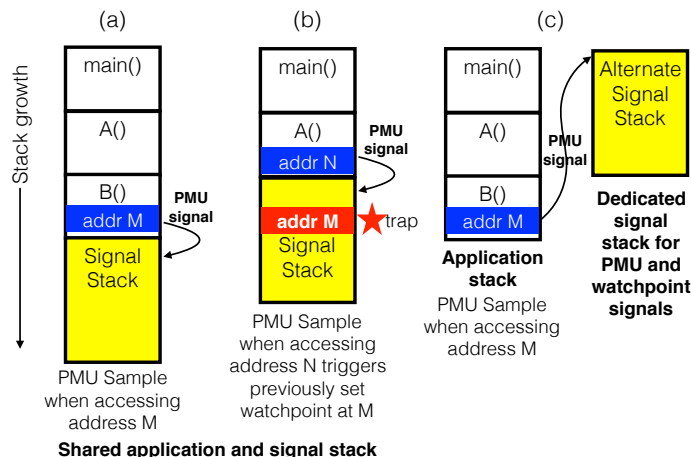 (a)
Stack growth
main()
A()
B()
addr M
PMU
signal
Signal
Stack
PMU Sample
when accessing
address M
(b)
main()
A()
addr N
PMU
signal
addr M
trap
Signal
Stack
PMU Sample
when accessing
address N triggers
previously set
watchpoint at M
Shared application and signal stack
(c)
main()
A()
B()
addr M
PMU
signal
Application
stack
PMU Sample
when accessing
address M
Alternate
Signal
Stack
Dedicated
signal
stack for
PMU and
watchpoint
signals